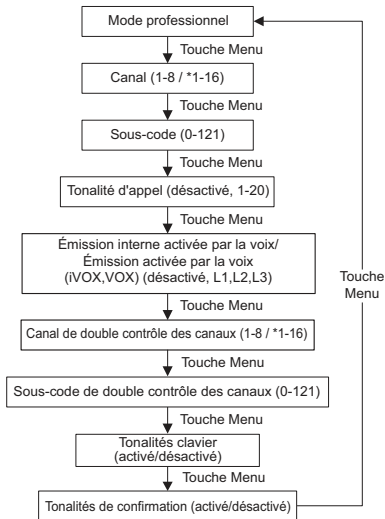 Mode professionnel
Touche Menu
Canal (1-8 / *1-16)
Touche Menu
Sous-code (0-121)
Touche Menu
Tonalité d'appel (désactivé, 1-20)
Touche Menu
Émission interne activée par la voix/
Émission activée par la voix
(iVOX,VOX) (désactivé, L1,L2,L3)
Touche Menu
Canal de double contrôle des canaux (1-8 / *1-16)
Touche Menu
Sous-code de double contrôle des canaux (0-121)
Touche Menu
Tonalités clavier
(activé/désactivé)
Touche Menu
Tonalités de confirmation (activé/désactivé)
Touche
Menu